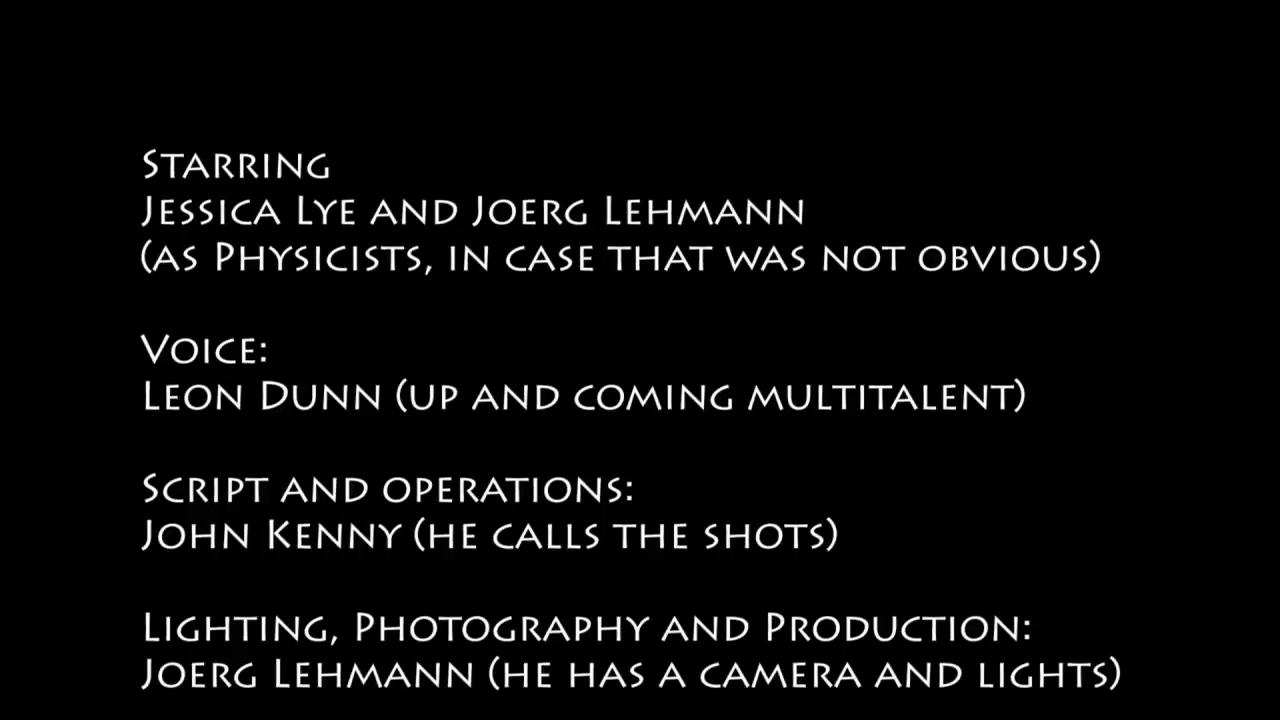 Starring
Jessica Lye and Joerg Lehmann
(as Physicists, in case that was not obvious)
Voice:
Leon Dunn (up and coming multitalent)
Script and operations:
John Kenny (he calls the shots)
Lighting, Photography and Production:
Joerg Lehmann (he has a camera and lights)